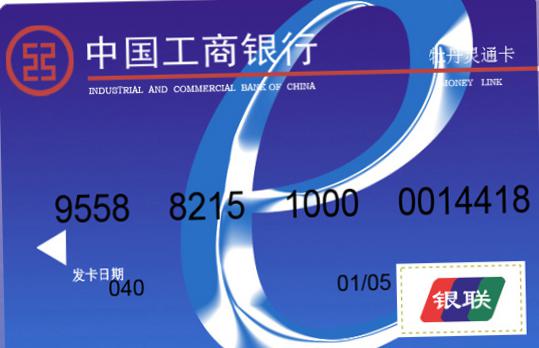 中国工商银行
牡丹灵通卡
INDUSTRIAL AND COMMERCIAL BANK OF CHINA
MONEY LINK
9558 8215 1000 0014418
发卡日期
040
01/05
银联